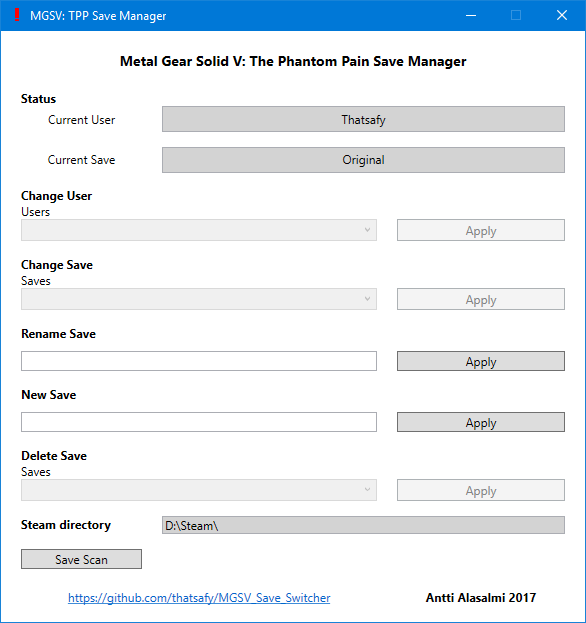 MGSV: TPP Save Manager
Metal Gear Solid V: The Phantom Pain Save Manager
Status
Current User Thatsafy
Current Save Original
Change User
Users
Apply
Change Save
Saves
Apply
Rename Save
Apply
New Save
Apply
Delete Save
Saves
Apply
Steam directory D:\Steam\
Save Scan
https://github.com/thatsafy/MGSV_Save_Switcher Antti Alasalmi 2017